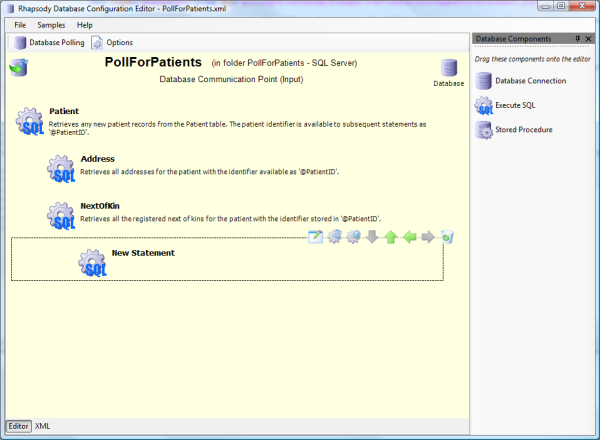 Rhapsody Database Configuration Editor - PollForPatients.xml
File Samples Help
Database Polling Options
PollForPatients (in folder PollForPatients - SQL Server)
Database Communication Point (Input)
Database
SQL
Patient
Retrieves any new patient records from the Patient table. The patient identifier is available to subsequent statements as
'@PatientID'.
SQL
Address
Retrieves all addresses for the patient with the identifier available as '@PatientID'.
SQL
NextOfKin
Retrieves all the registered next of kins for the patient with the identifier stored in '@PatientID'.
SQL
New Statement
Editor XML
Database Components
Drag these components onto the editor
Database Connection
SQL
Execute SQL
Stored Procedure